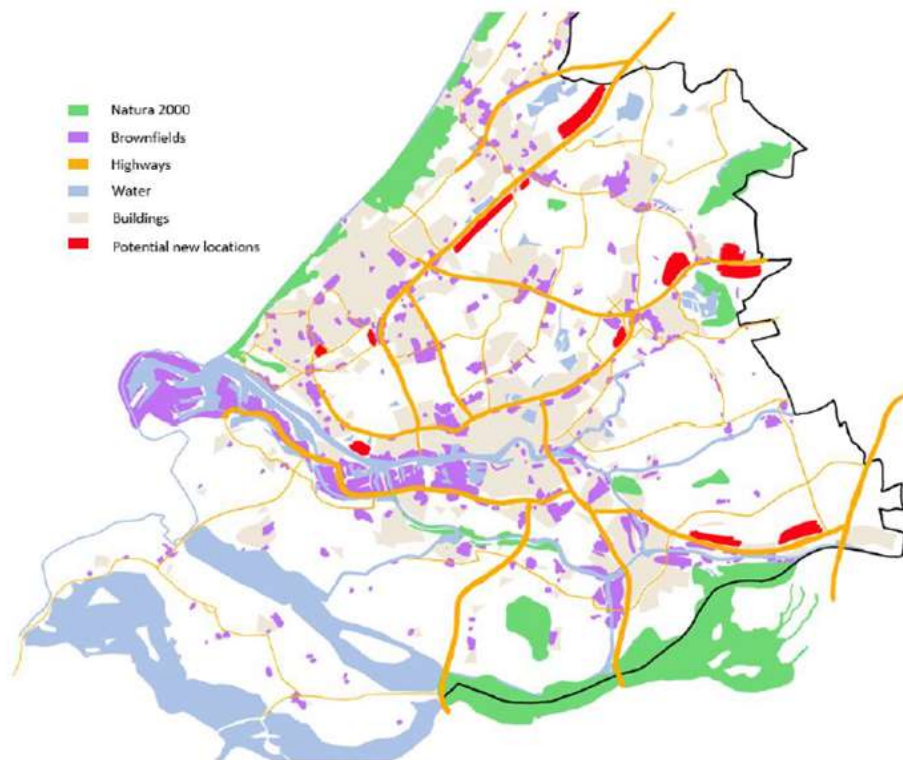 Natura 2000
Brownfields
Highways
Water
Buildings
Potential new locations